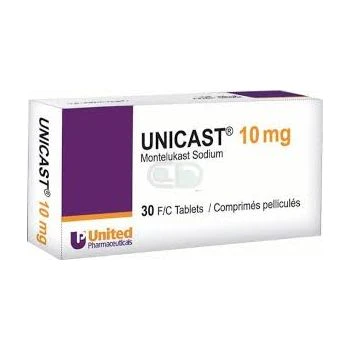 UNICAST® 10 mg
Montelukast Sodium
30 F/C Tablets / Comprimés pelliculés
UNICAST® 10 mg
United
Pharmaceuticals